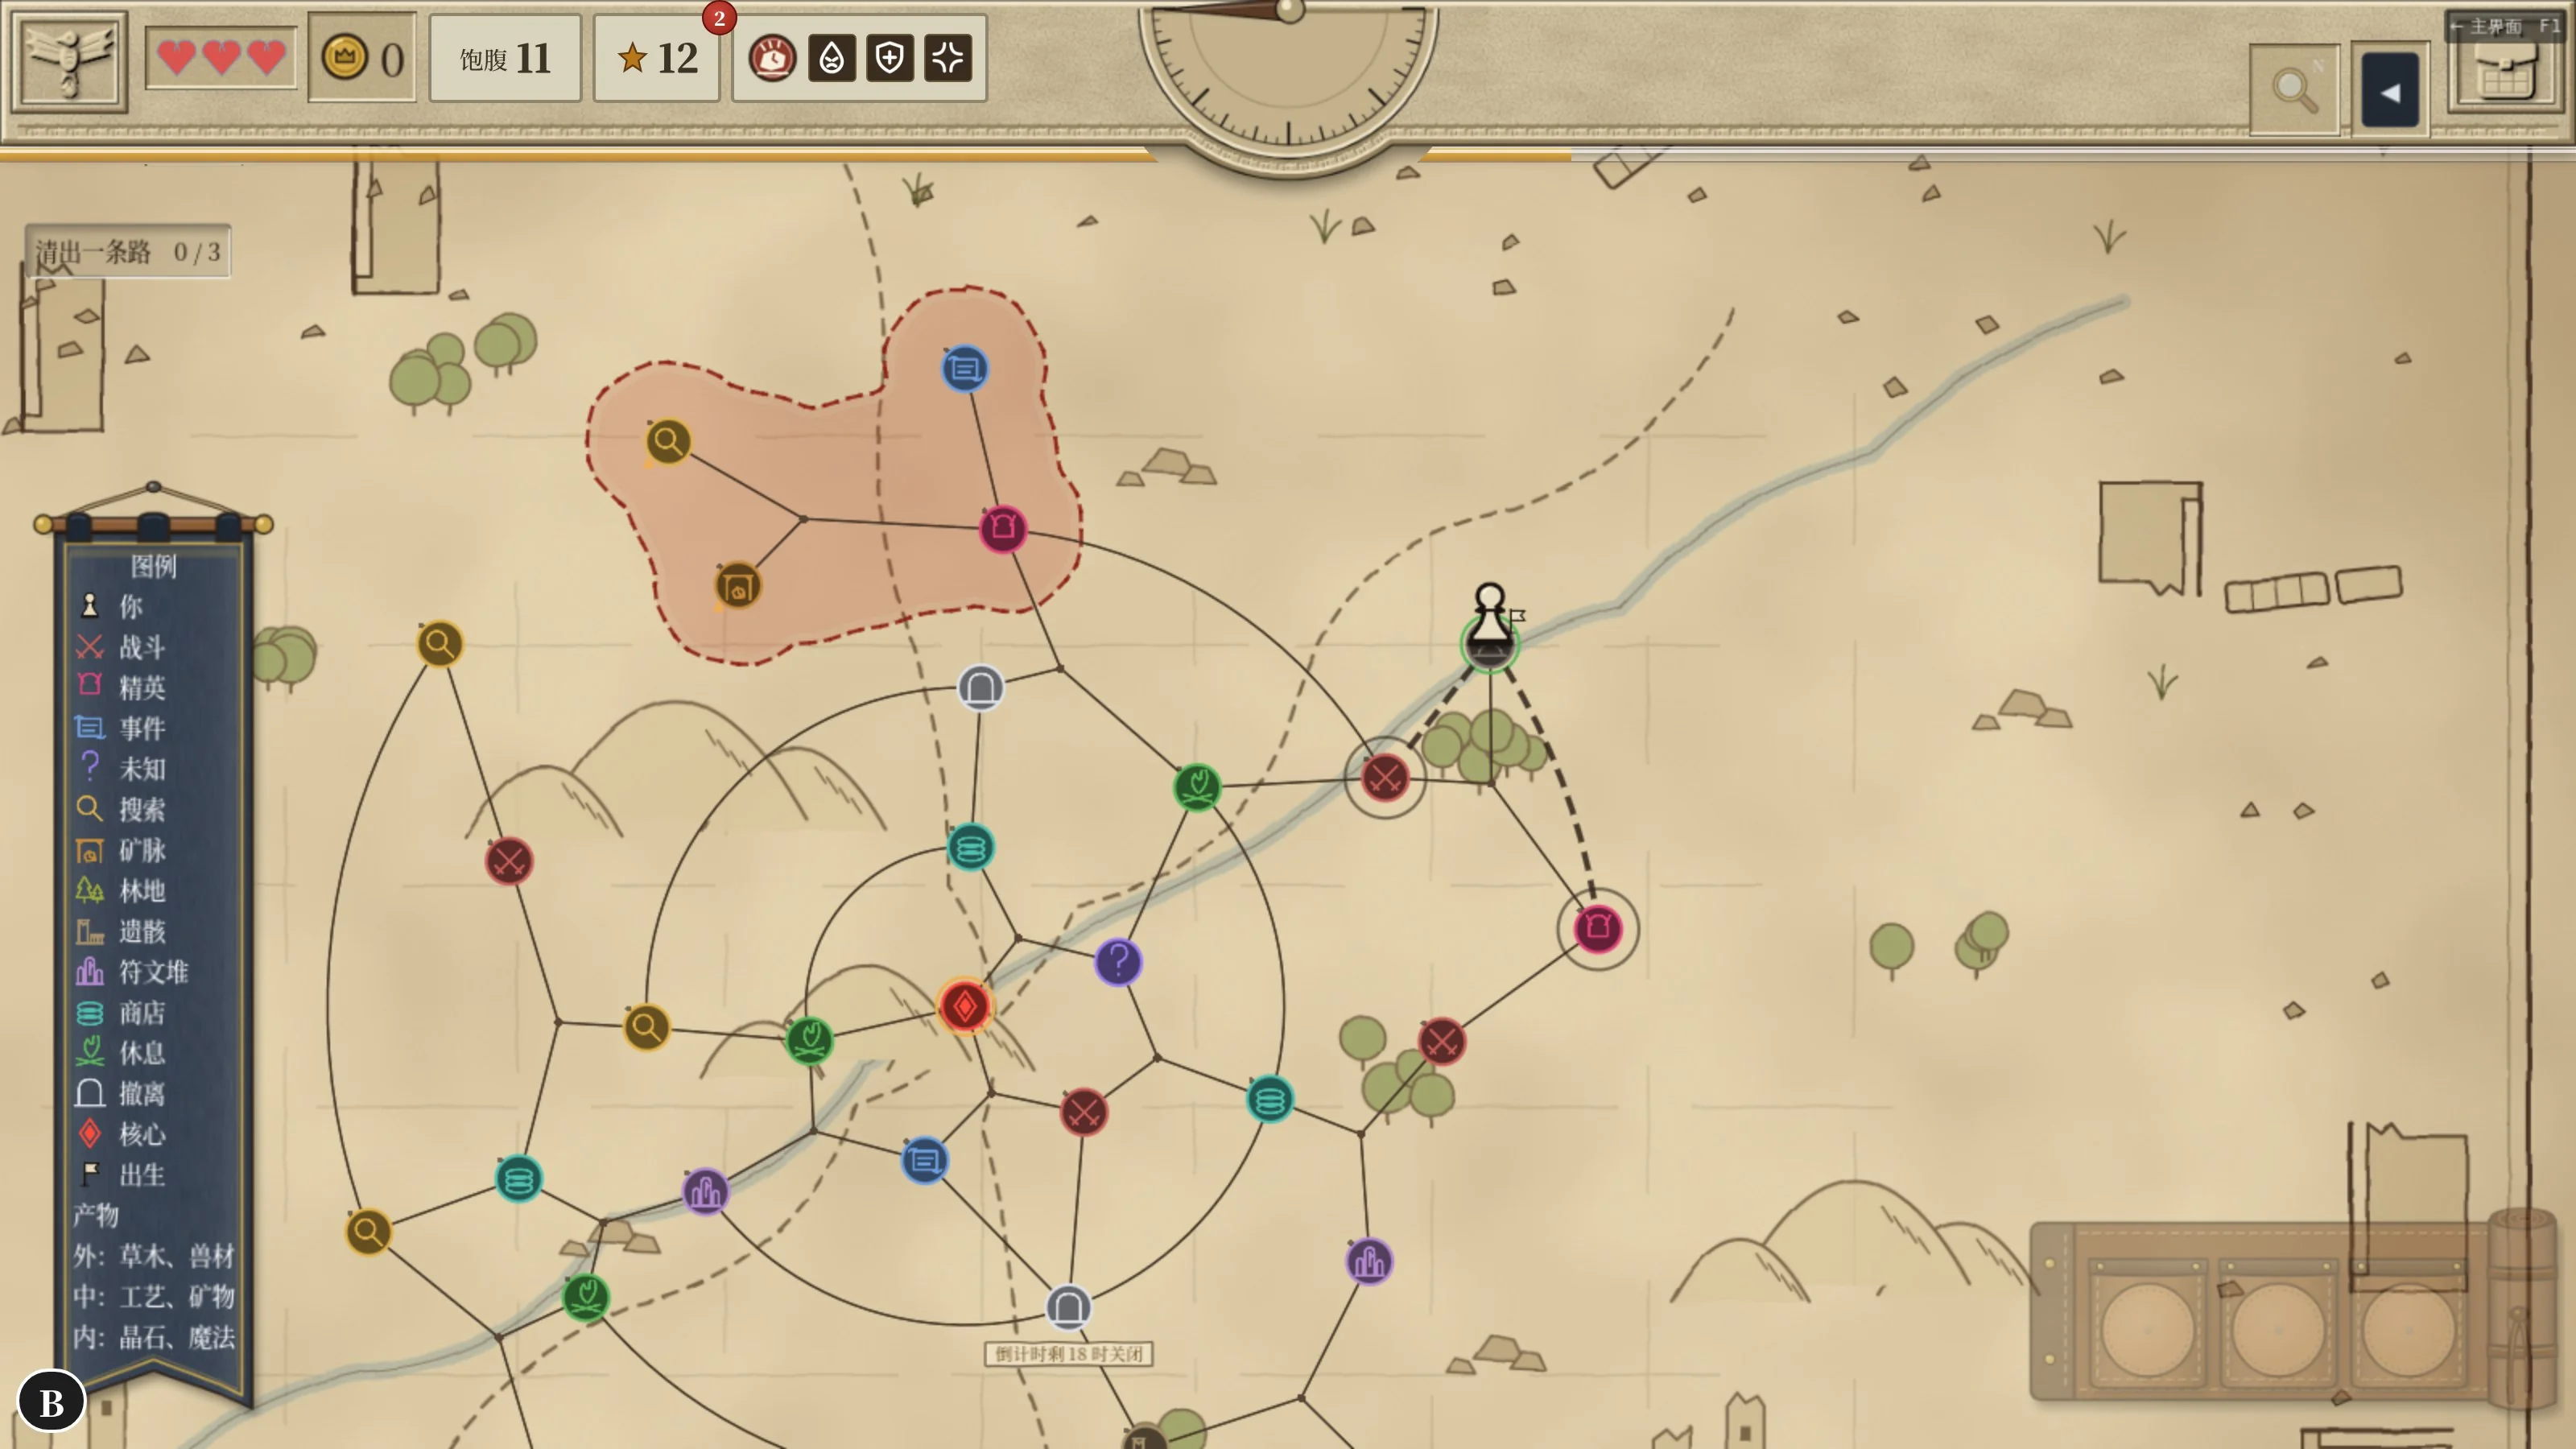 2
← 主界面 F1
0
饱腹 11
12
N
清出一条路 0 / 3
图例
你
战斗
精英
事件
未知
搜索
矿脉
林地
遗骸
符文堆
商店
休息
撤离
核心
出生
产物
外: 草木、兽材
中: 工艺、矿物
内: 晶石、魔法
倒计时剩18时关闭
B